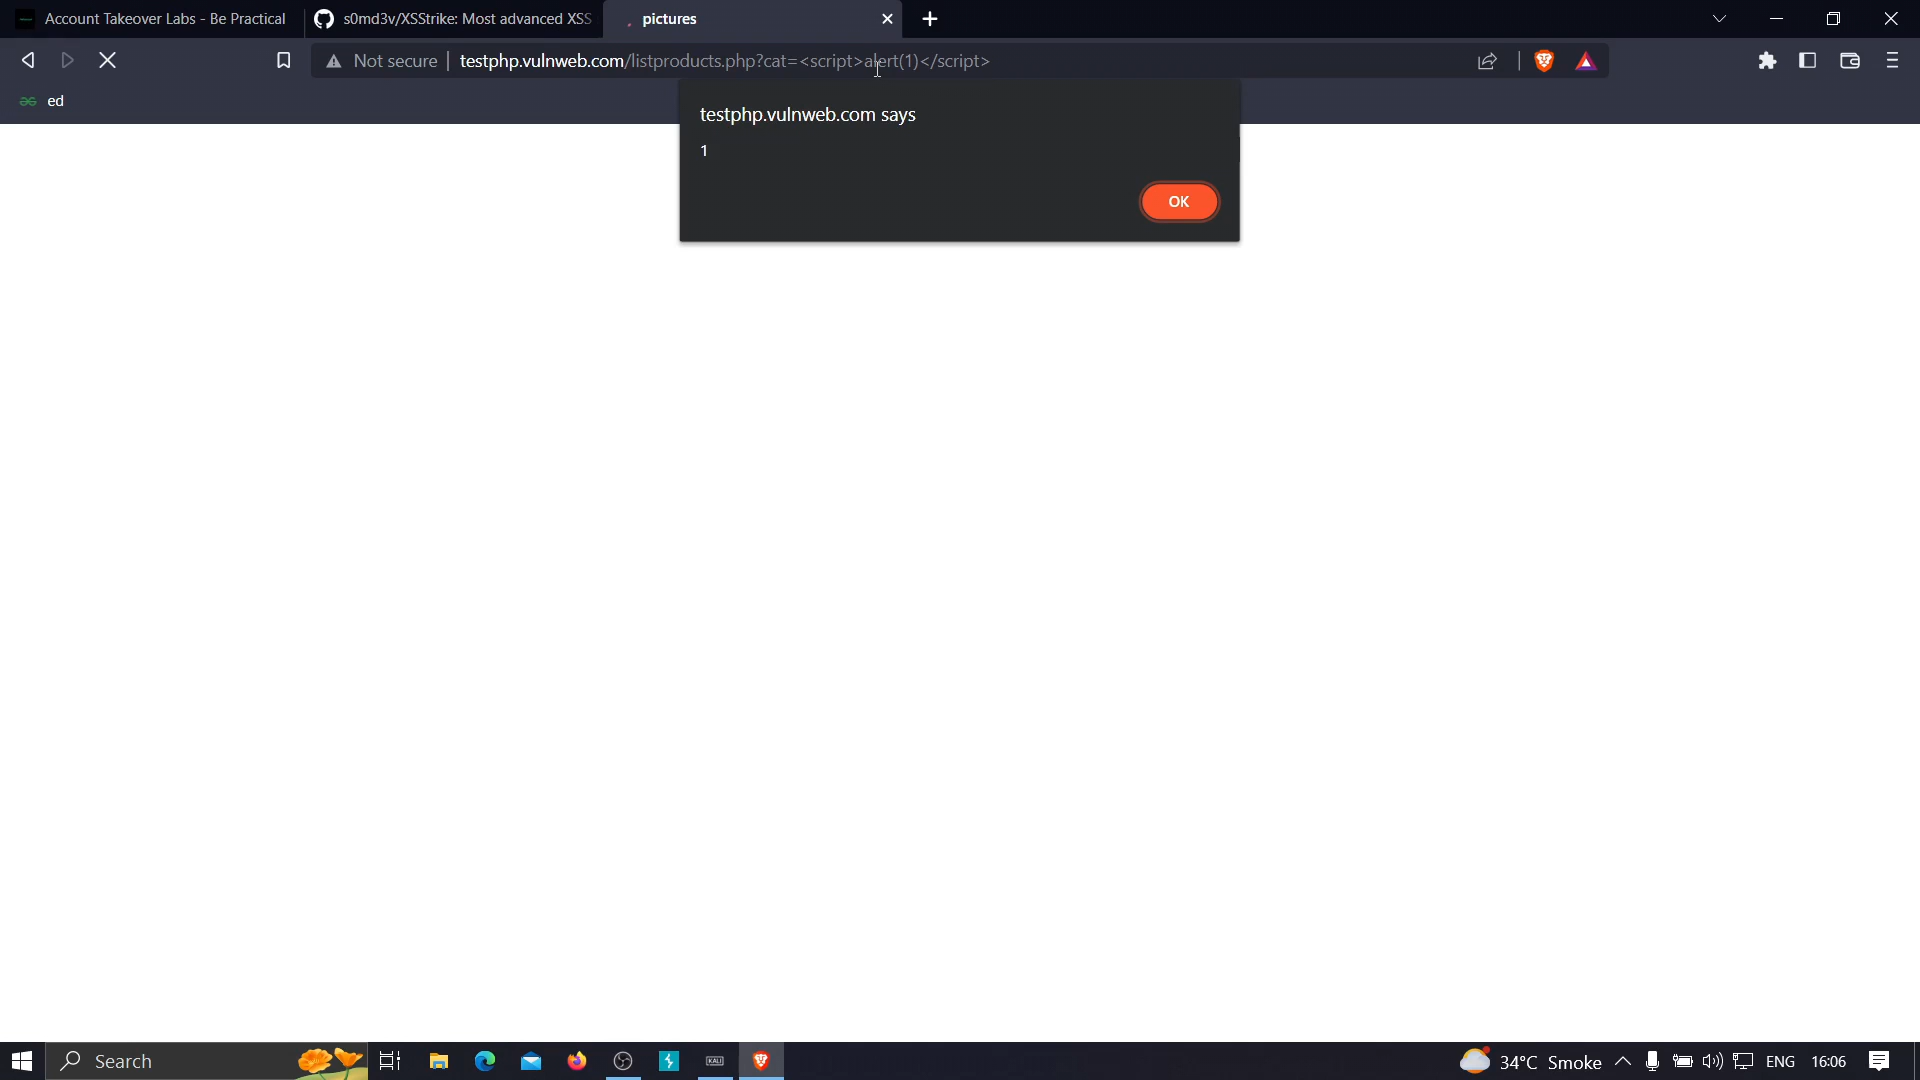 Account Takeover Labs - Be Practical
s0md3v/XSStrike: Most advanced XSS
pictures
Not secure
testphp.vulnweb.com/listproducts.php?cat=<script>alert(1)</script>
ed
testphp.vulnweb.com says
1
OK
Search
KALI
34°C Smoke
ENG
16:06